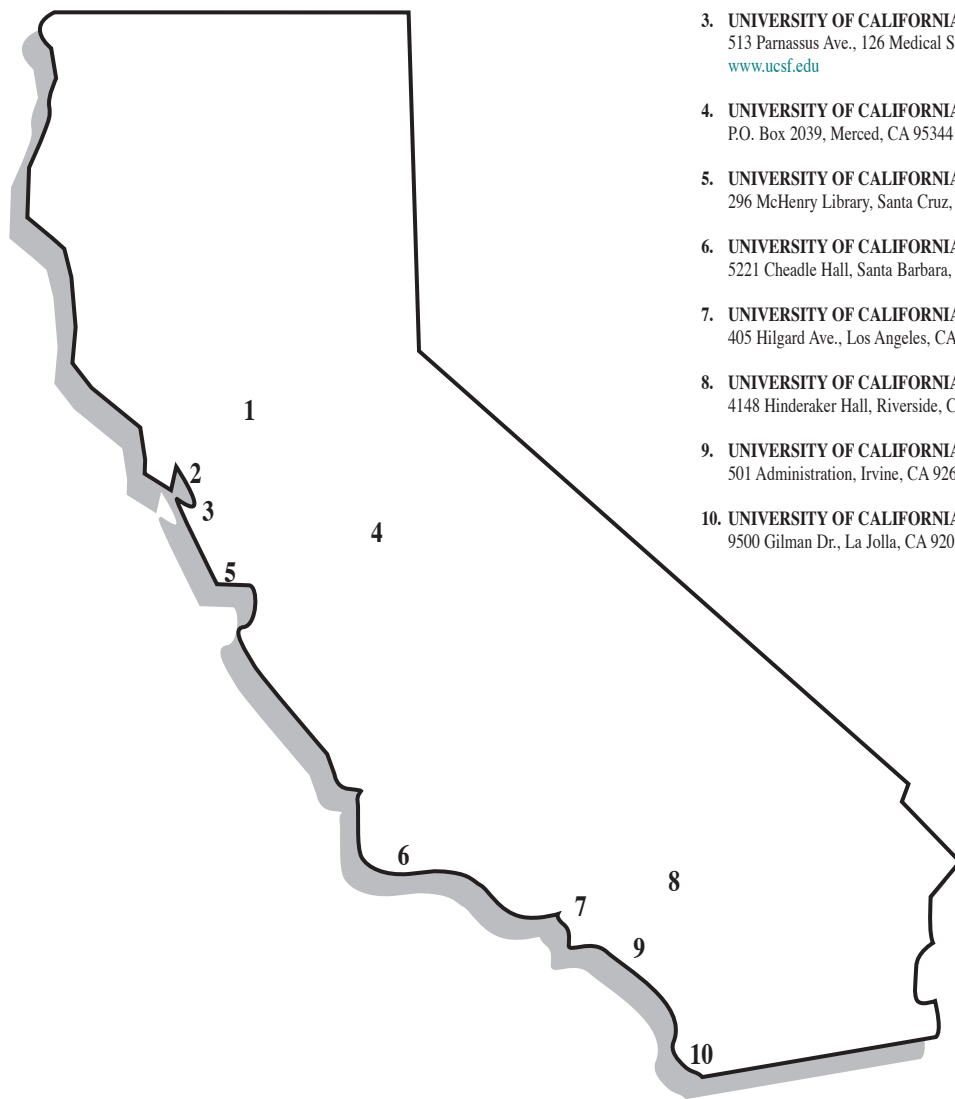 3. UNIVERSITY OF CALIFORNIA
513 Parnassus Ave., 126 Medical S
www.ucsf.edu
4. UNIVERSITY OF CALIFORNIA
P.O. Box 2039, Merced, CA 95344
5. UNIVERSITY OF CALIFORNIA
296 McHenry Library, Santa Cruz,
6. UNIVERSITY OF CALIFORNIA
5221 Cheadle Hall, Santa Barbara,
7. UNIVERSITY OF CALIFORNIA
405 Hilgard Ave., Los Angeles, CA
8. UNIVERSITY OF CALIFORNIA
4148 Hinderaker Hall, Riverside, C
9. UNIVERSITY OF CALIFORNIA
501 Administration, Irvine, CA 926
10. UNIVERSITY OF CALIFORNIA
9500 Gilman Dr., La Jolla, CA 920
1
2
3
4
5
6
7
8
9
10